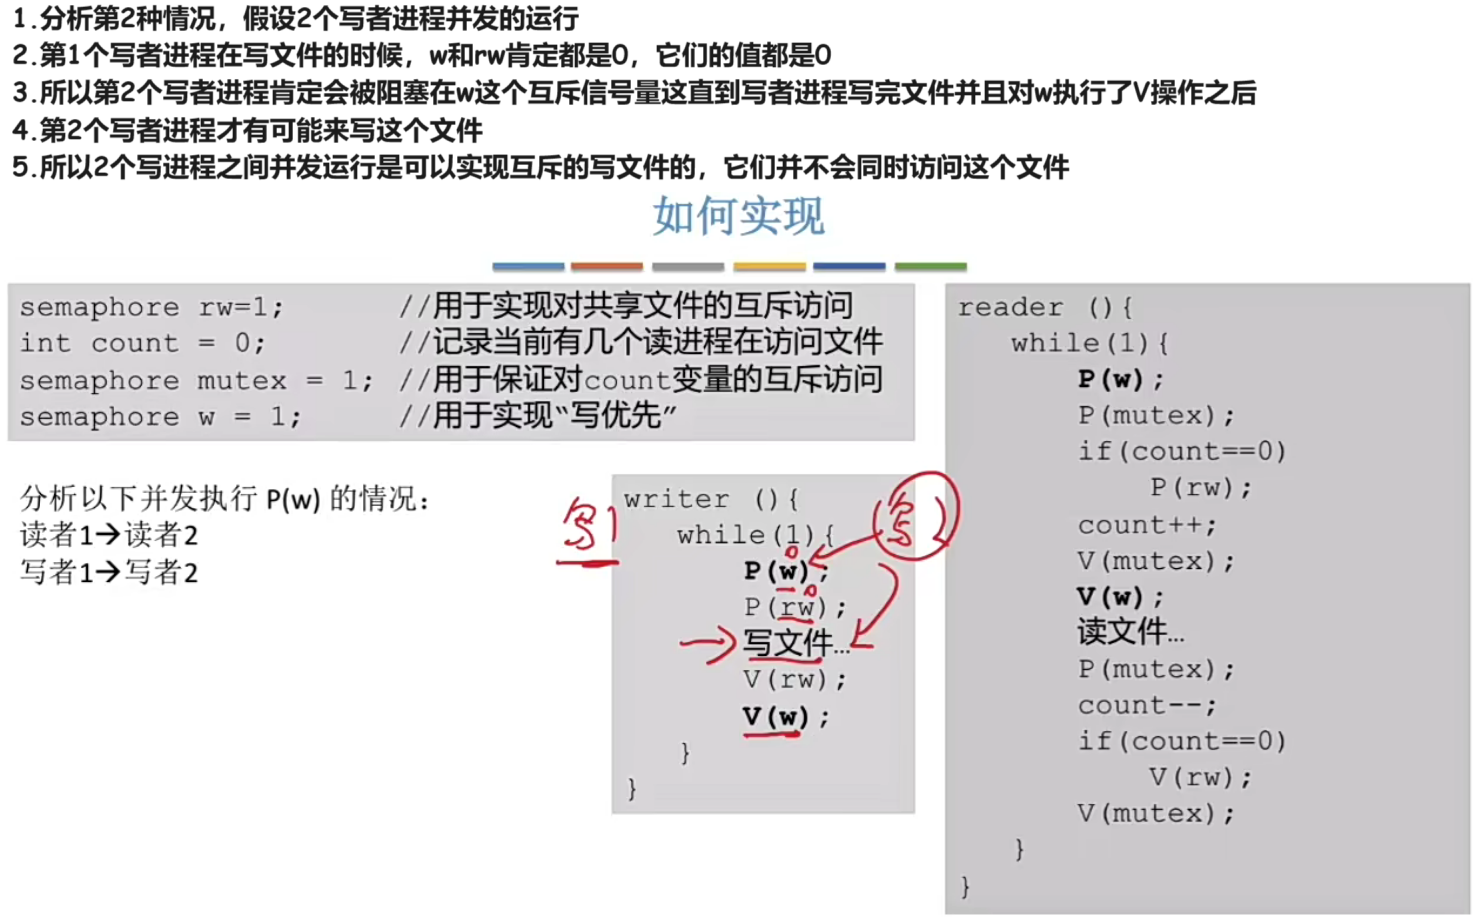 1.分析第2种情况，假设2个写者进程并发的运行
2.第1个写者进程在写文件的时候，w和rw肯定都是0，它们的值都是0
3.所以第2个写者进程肯定会被阻塞在w这个互斥信号量这直到写者进程写完文件并且对w执行了V操作之后
4.第2个写者进程才有可能来写这个文件
5.所以2个写进程之间并发运行是可以实现互斥的写文件的，它们并不会同时访问这个文件
如何实现
semaphore rw=1; //用于实现对共享文件的互斥访问
int count = 0; //记录当前有几个读进程在访问文件
semaphore mutex = 1; //用于保证对count变量的互斥访问
semaphore w = 1; //用于实现“写优先”
分析以下并发执行 P(w) 的情况：
读者1→读者2
写者1→写者2
写1
writer (){
while(1){
P(w);
P(rw);
写文件…
V(rw);
V(w);
}
}
写2
0
0
reader (){
while(1){
P(w);
P(mutex);
if(count==0)
P(rw);
count++;
V(mutex);
V(w);
读文件…
P(mutex);
count--;
if(count==0)
V(rw);
V(mutex);
}
}